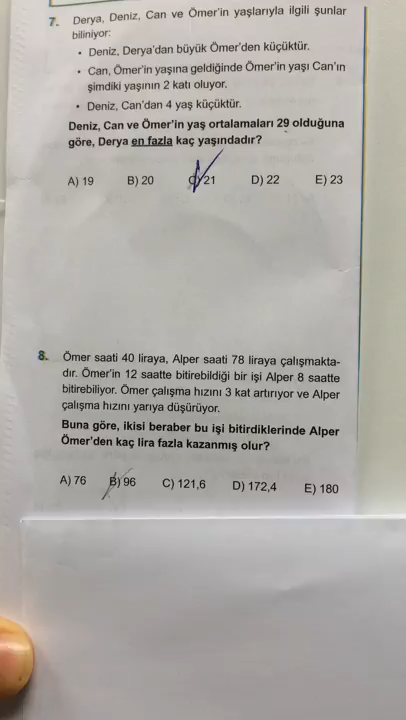 7. Derya, Deniz, Can ve Ömer'in yaşlarıyla ilgili şunlar
biliniyor:
• Deniz, Derya'dan büyük Ömer'den küçüktür.
• Can, Ömer'in yaşına geldiğinde Ömer'in yaşı Can'ın
şimdiki yaşının 2 katı oluyor.
• Deniz, Can'dan 4 yaş küçüktür.
Deniz, Can ve Ömer'in yaş ortalamaları 29 olduğuna
göre, Derya en fazla kaç yaşındadır?
A) 19 B) 20 C) 21 D) 22 E) 23
8. Ömer saati 40 liraya, Alper saati 78 liraya çalışmakta-
dır. Ömer'in 12 saatte bitirebildiği bir işi Alper 8 saatte
bitirebiliyor. Ömer çalışma hızını 3 kat artırıyor ve Alper
çalışma hızını yarıya düşürüyor.
Buna göre, ikisi beraber bu işi bitirdiklerinde Alper
Ömer'den kaç lira fazla kazanmış olur?
A) 76 B) 96 C) 121,6 D) 172,4 E) 180